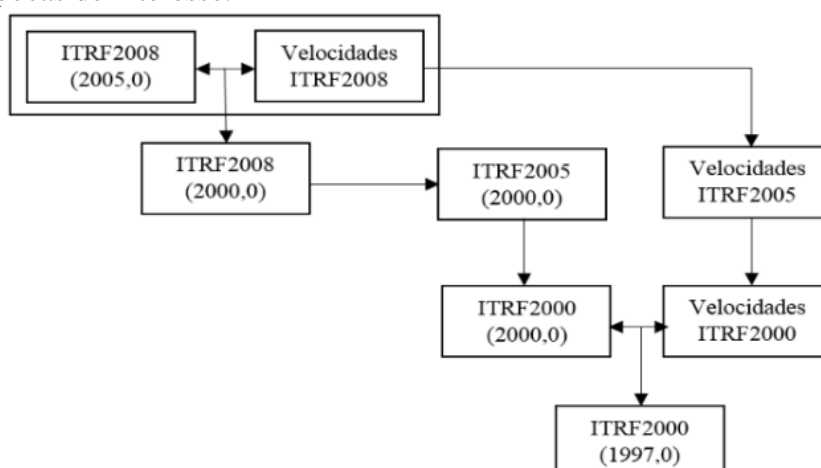 ITRF2008
(2005,0)
Velocidades
ITRF2008
ITRF2008
(2000,0)
ITRF2005
(2000,0)
Velocidades
ITRF2005
ITRF2000
(2000,0)
Velocidades
ITRF2000
ITRF2000
(1997,0)